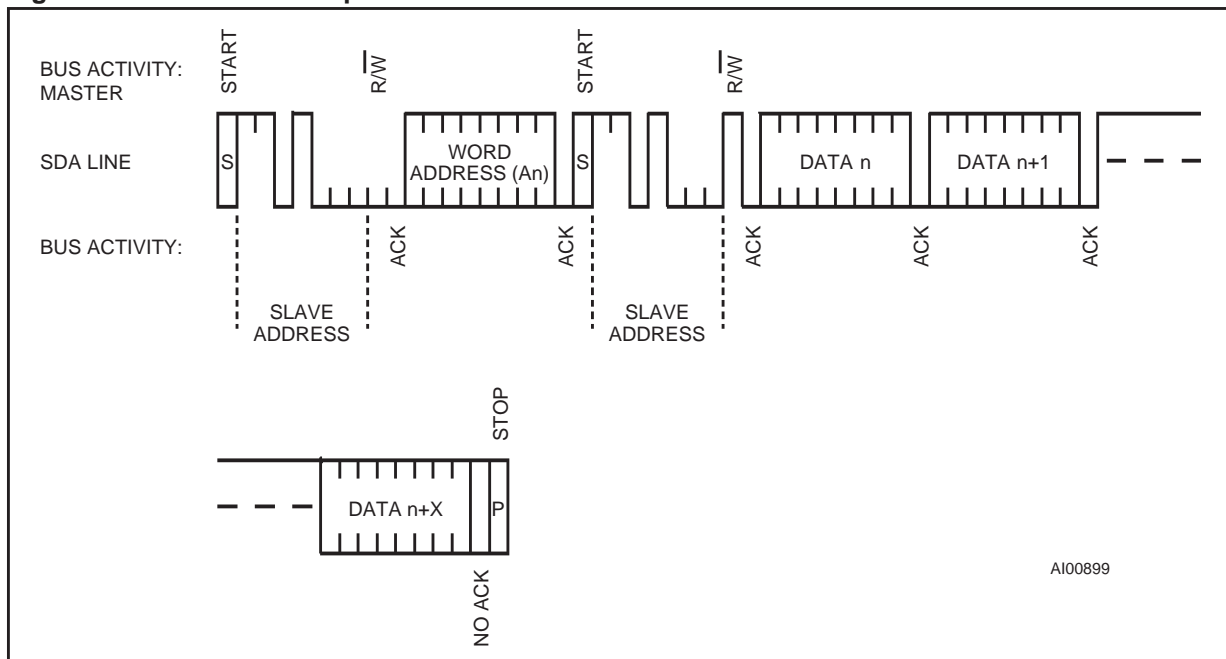 START
R/W
START
R/W
BUS ACTIVITY:
MASTER
SDA LINE
S
WORD
ADDRESS (An)
S
DATA n
DATA n+1
BUS ACTIVITY:
ACK
ACK
ACK
ACK
ACK
SLAVE
ADDRESS
SLAVE
ADDRESS
STOP
DATA n+X
P
NO ACK
AI00899